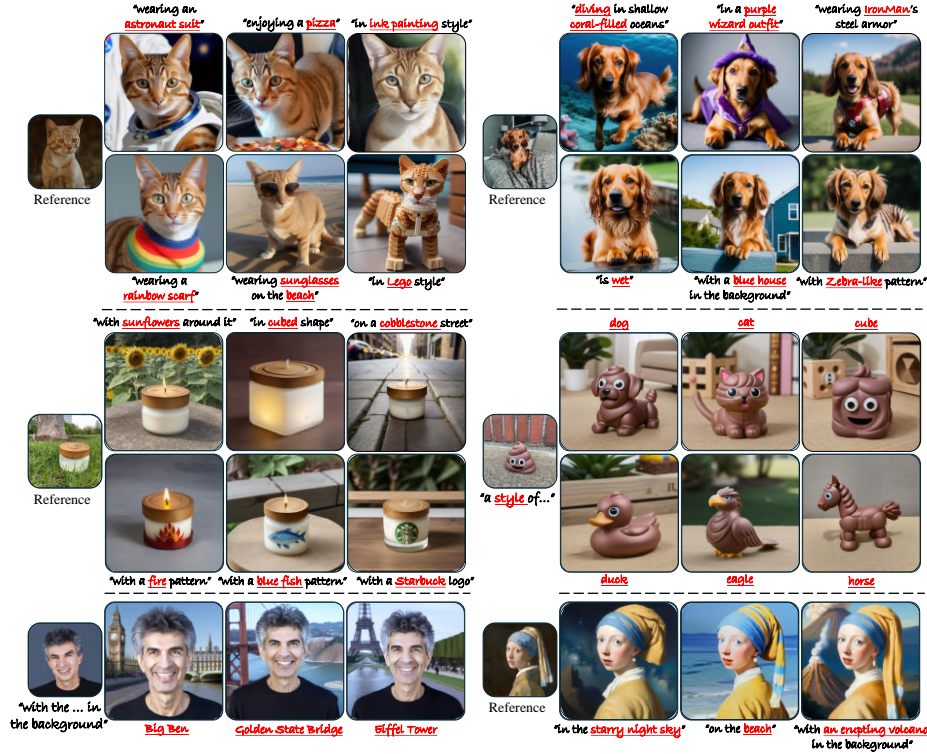 "wearing an
astronaut suit"
"enjoying a pizza"
"in ink painting style"
Reference
"wearing a
rainbow scarf"
"wearing sunglasses
on the beach"
"in Lego style"
"diving in shallow
coral-filled oceans"
"in a purple
wizard outfit"
"wearing IronMan's
steel armor"
Reference
"is wet"
"with a blue house
in the background"
"with Zebra-like pattern"
"with sunflowers around it"
"in cubed shape"
"on a cobblestone street"
Reference
"with a fire pattern"
"with a blue fish pattern"
"with a Starbuck logo"
dog
cat
cube
"a style of..."
duck
eagle
horse
"with the ... in
the background"
Big Ben
Golden State Bridge
Eiffel Tower
Reference
"in the starry night sky"
"on the beach"
"with an erupting volcano
in the background"